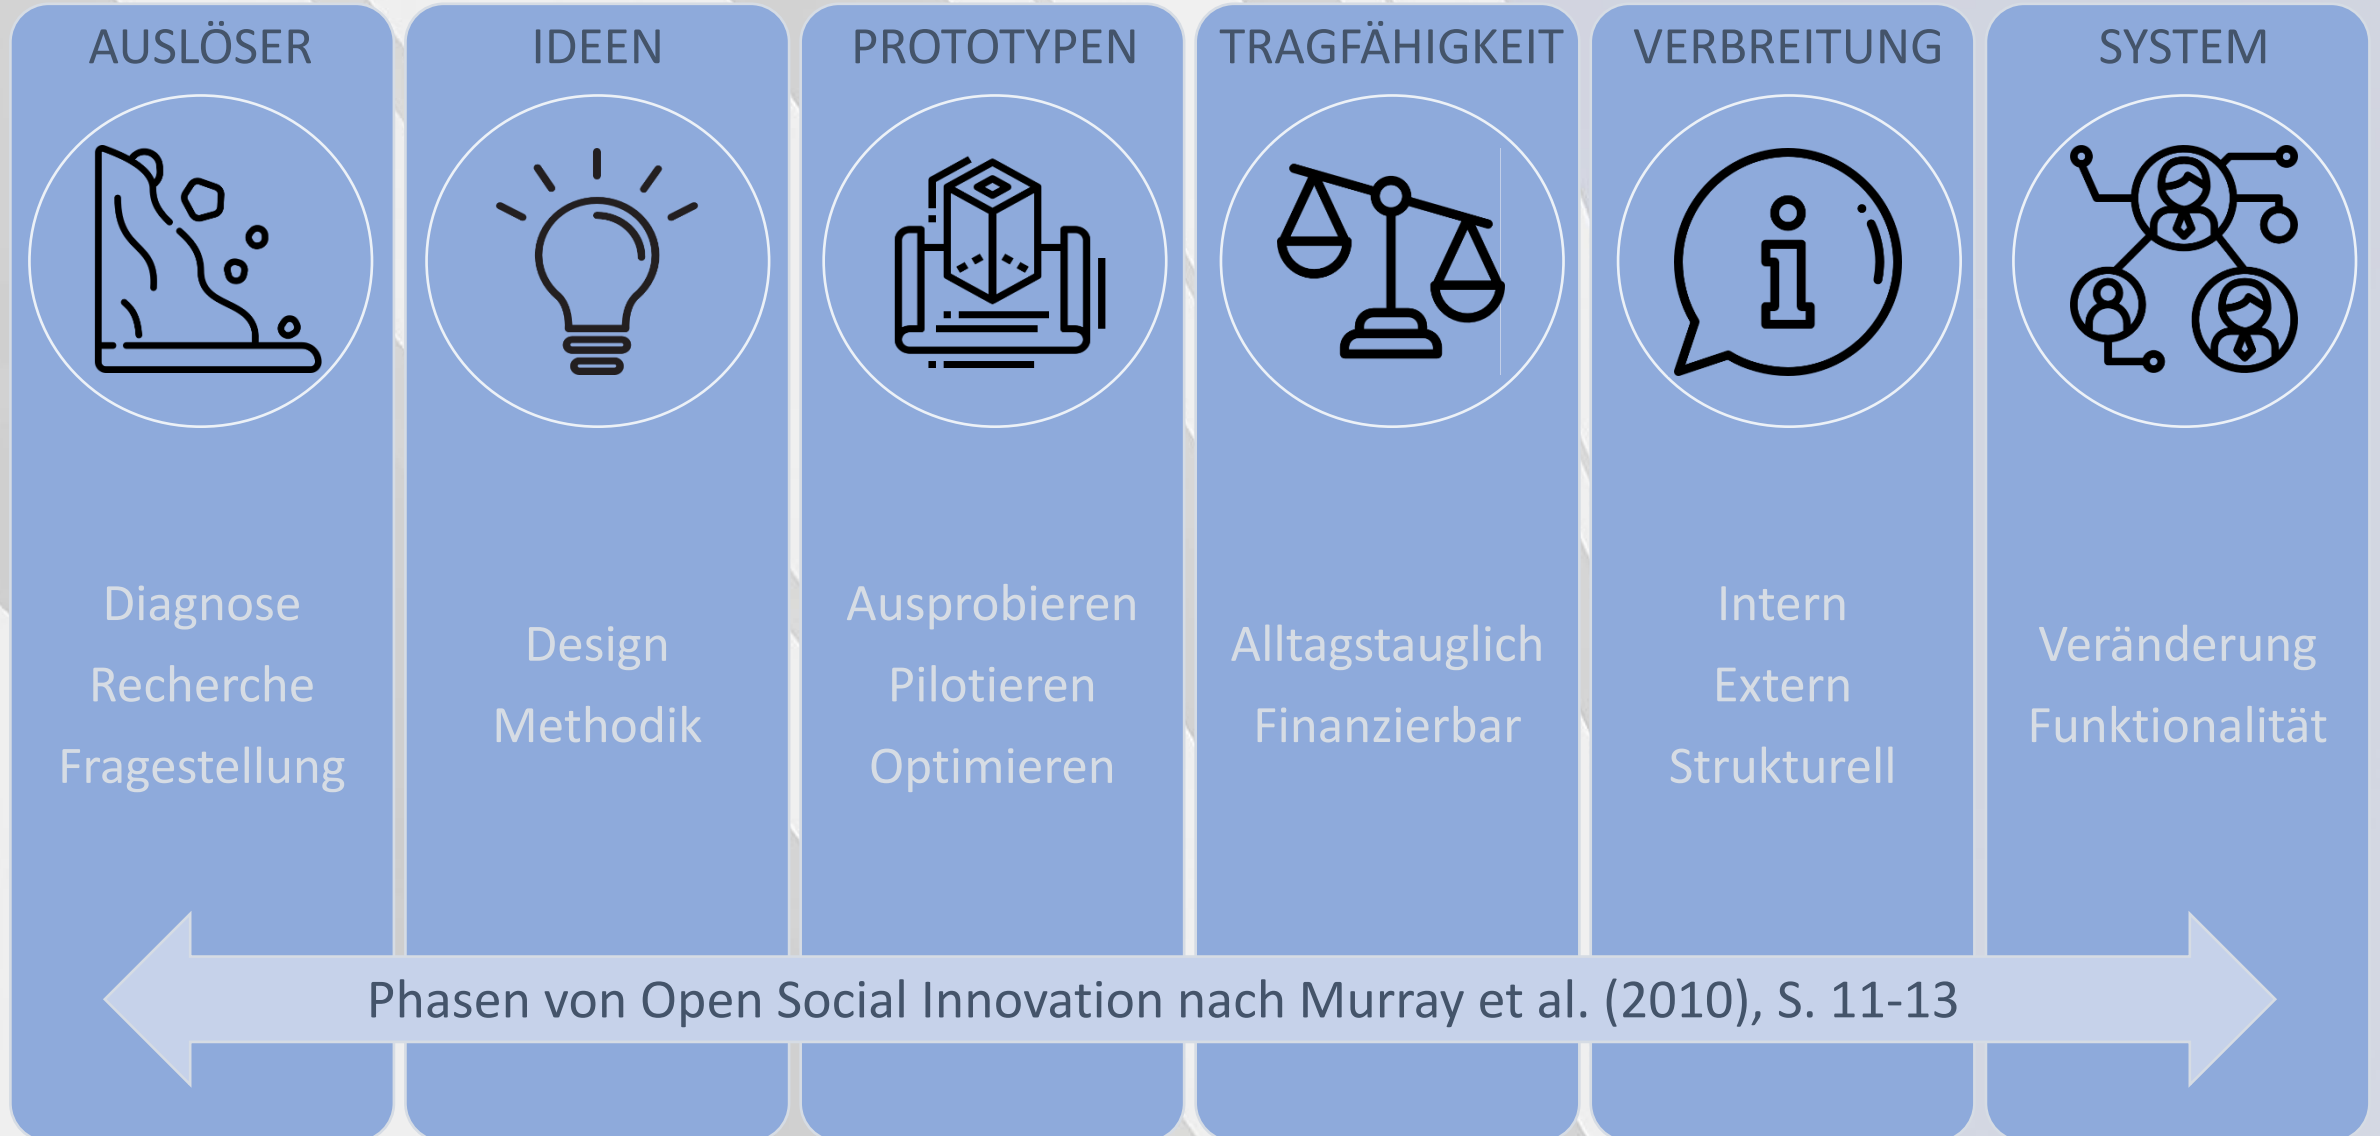 AUSLÖSER
IDEEN
PROTOTYPEN
TRAGFÄHIGKEIT
VERBREITUNG
SYSTEM
Diagnose
Recherche
Fragestellung
Design
Methodik
Ausprobieren
Pilotieren
Optimieren
Alltagstauglich
Finanzierbar
Intern
Extern
Strukturell
Veränderung
Funktionalität
Phasen von Open Social Innovation nach Murray et al. (2010), S. 11-13